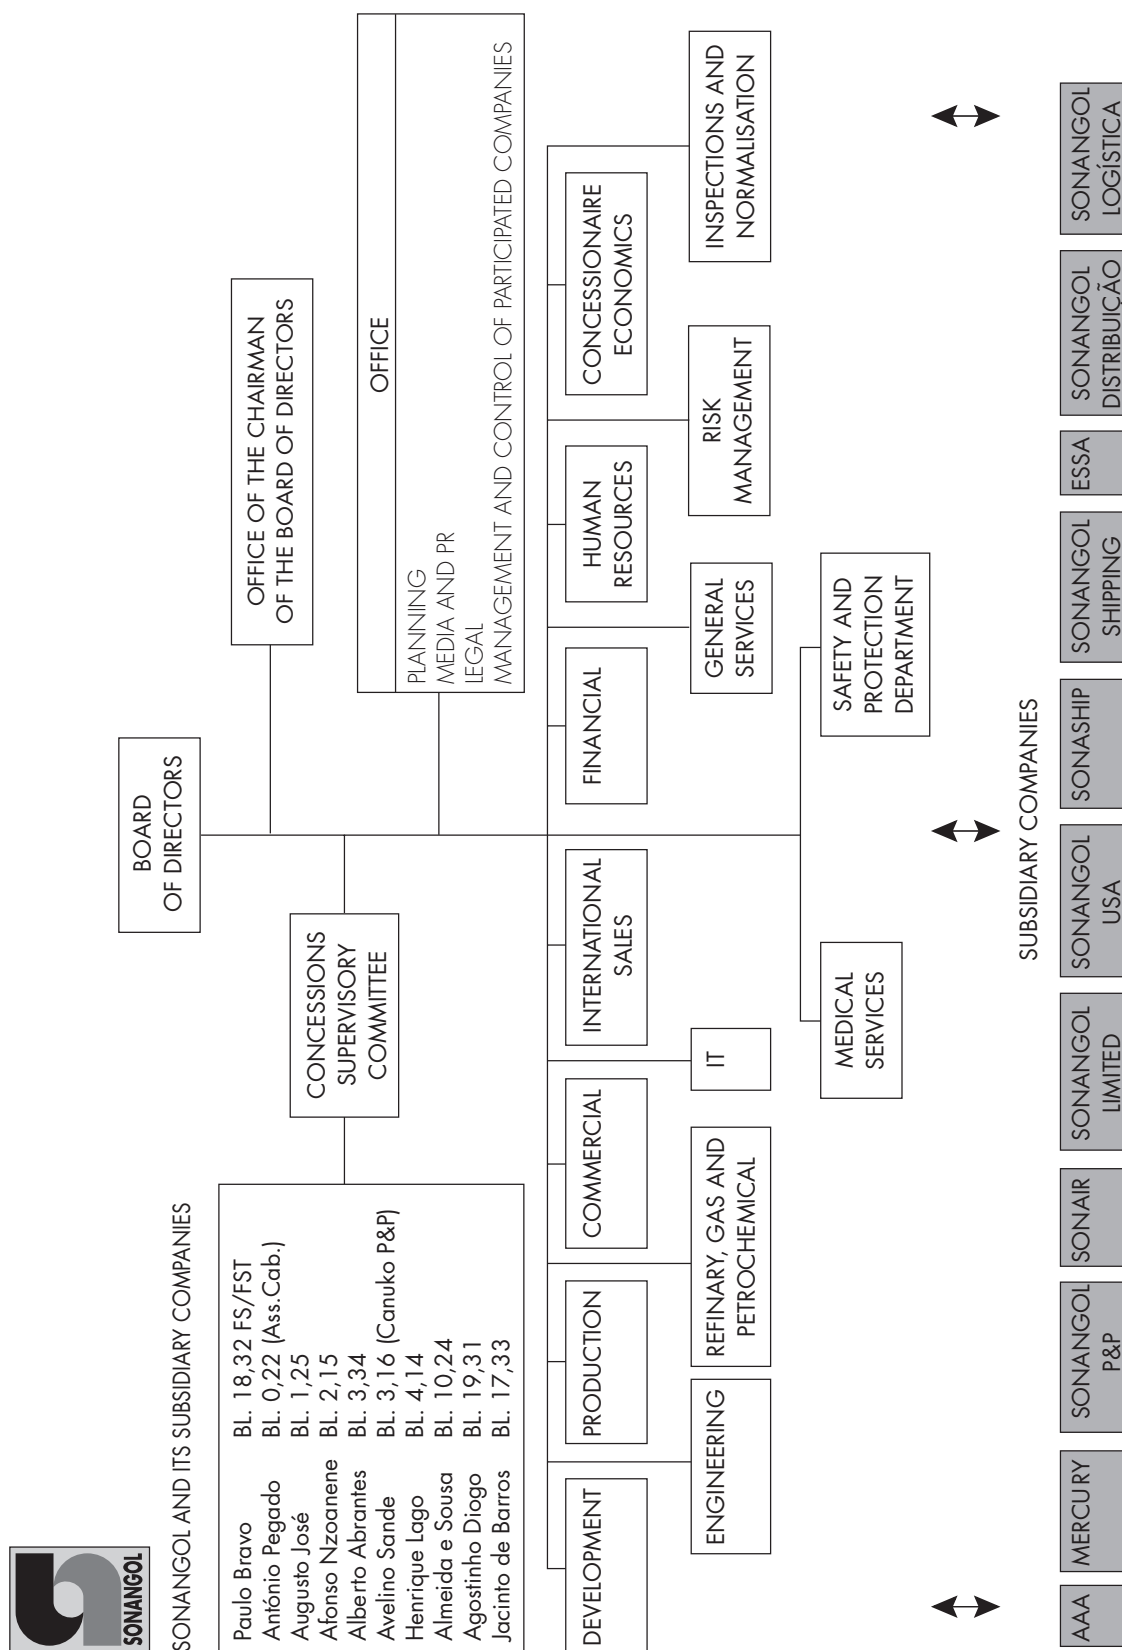 SONANGOL
SONANGOL AND ITS SUBSIDIARY COMPANIES
BOARD
OF DIRECTORS
OFFICE OF THE CHAIRMAN
OF THE BOARD OF DIRECTORS
CONCESSIONS
SUPERVISORY
COMMITTEE
Paulo Bravo BL. 18,32 FS/FST
António Pegado BL. 0,22 (Ass.Cab.)
Augusto José BL. 1,25
Afonso Nzoanene BL. 2,15
Alberto Abrantes BL. 3,34
Avelino Sande BL. 3,16 (Canuko P&P)
Henrique Lago BL. 4,14
Almeida e Sousa BL. 10,24
Agostinho Diogo BL. 19,31
Jacinto de Barros BL. 17,33
OFFICE
PLANNING
MEDIA AND PR
LEGAL
MANAGEMENT AND CONTROL OF PARTICIPATED COMPANIES
DEVELOPMENT
PRODUCTION
COMMERCIAL
INTERNATIONAL
SALES
FINANCIAL
HUMAN
RESOURCES
CONCESSIONAIRE
ECONOMICS
ENGINEERING
REFINARY, GAS AND
PETROCHEMICAL
IT
GENERAL
SERVICES
RISK
MANAGEMENT
INSPECTIONS AND
NORMALISATION
MEDICAL
SERVICES
SAFETY AND
PROTECTION
DEPARTMENT
SUBSIDIARY COMPANIES
AAA
MERCURY
SONANGOL
P&P
SONAIR
SONANGOL
LIMITED
SONANGOL
USA
SONASHIP
SONANGOL
SHIPPING
ESSA
SONANGOL
DISTRIBUIÇÃO
SONANGOL
LOGÍSTICA